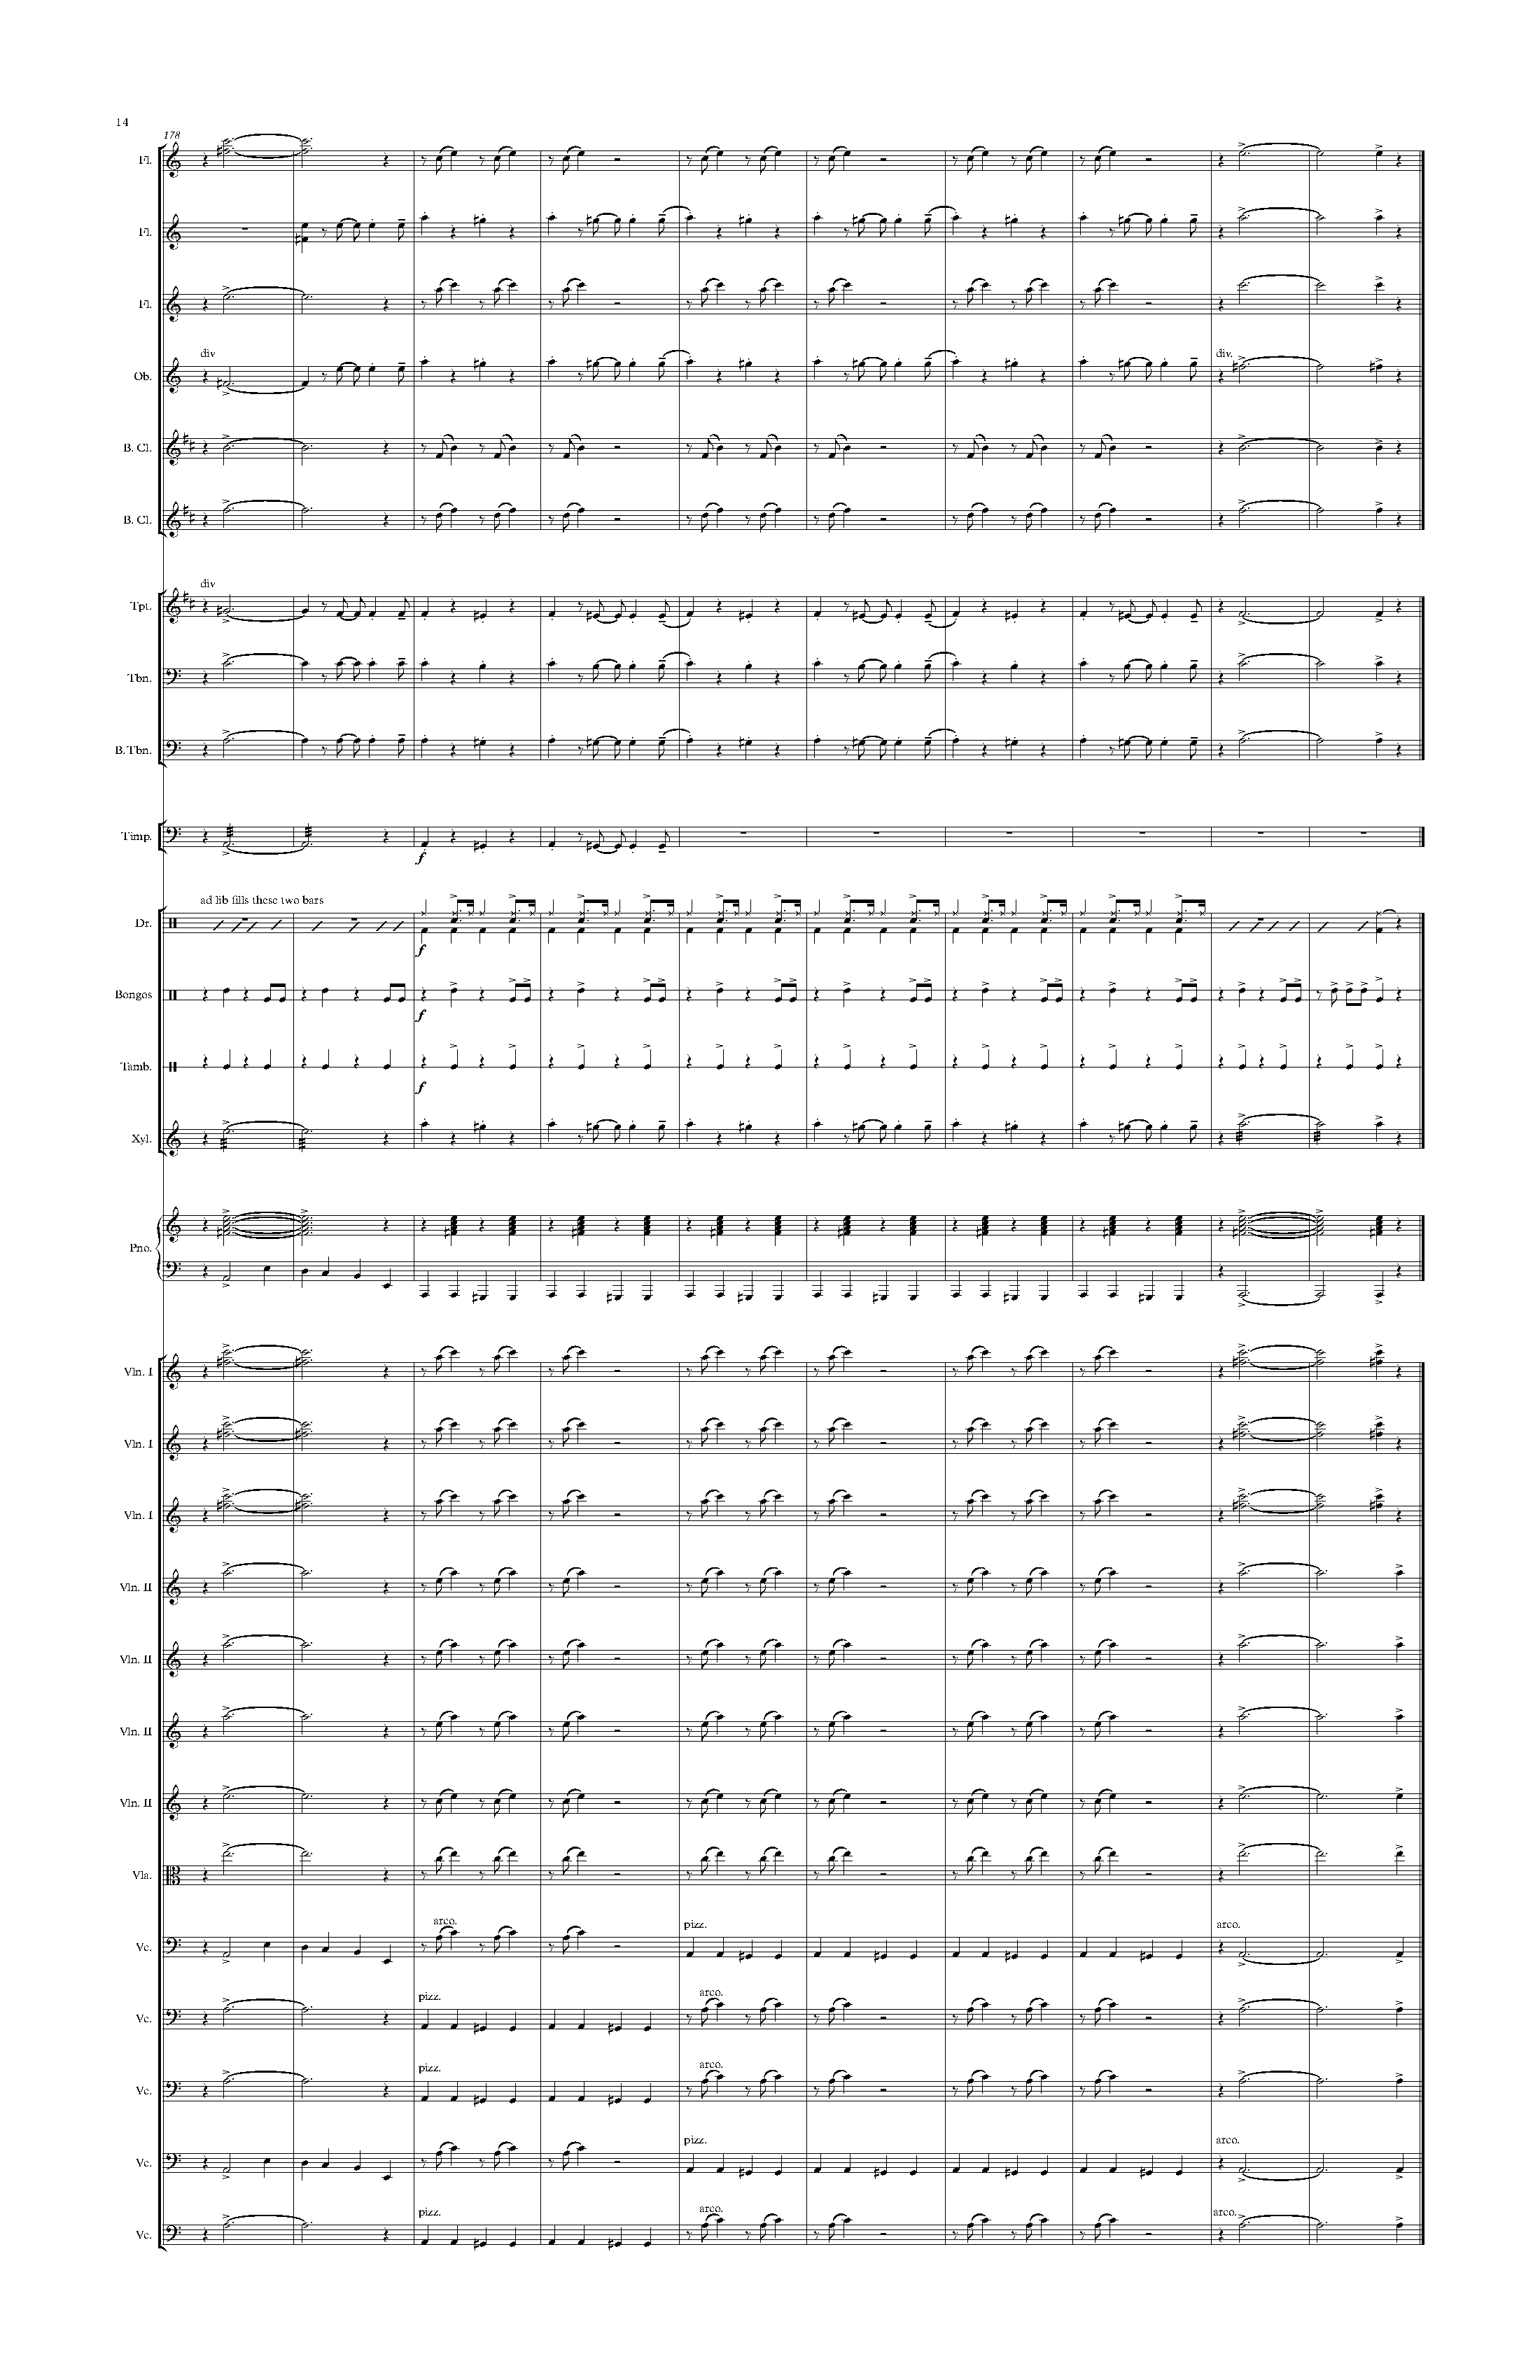 14
178
Fl.
Fl.
Fl.
div
div.
Ob.
B. Cl.
B. Cl.
div
Tpt.
Tbn.
B. Tbn.
Timp.
f
ad lib fills these two bars
Dr.
f
Bongos
f
Tamb.
f
Xyl.
Pno.
Vln. I
Vln. I
Vln. I
Vln. II
Vln. II
Vln. II
Vln. II
Vla.
arco. pizz. arco.
Vc.
pizz. arco.
Vc.
pizz. arco.
Vc.
pizz. arco.
Vc.
pizz. arco. arco.
Vc.